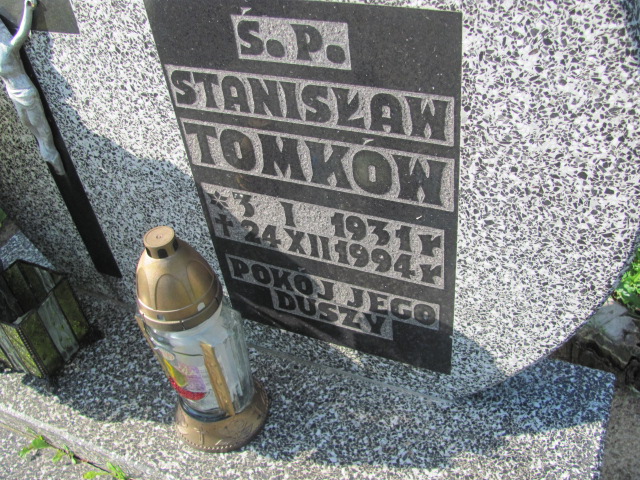 Ś.P.
STANISŁAW
TOMKÓW
* 3 I 1931 r
† 24 XII 1994 r
POKÓJ JEGO
DUSZY